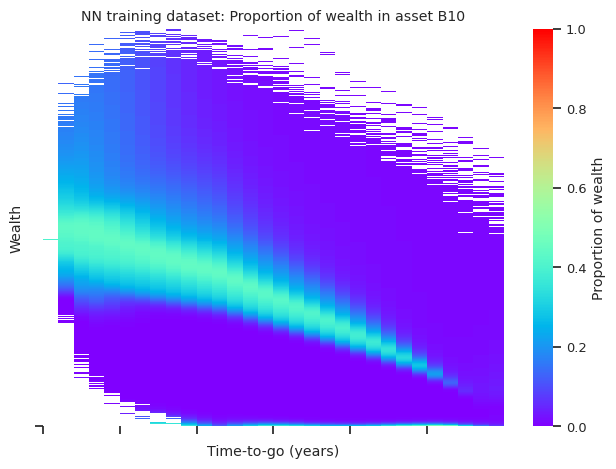 NN training dataset: Proportion of wealth in asset B10
Wealth
Time-to-go (years)
1.0
0.8
0.6
0.4
0.2
0.0
Proportion of wealth